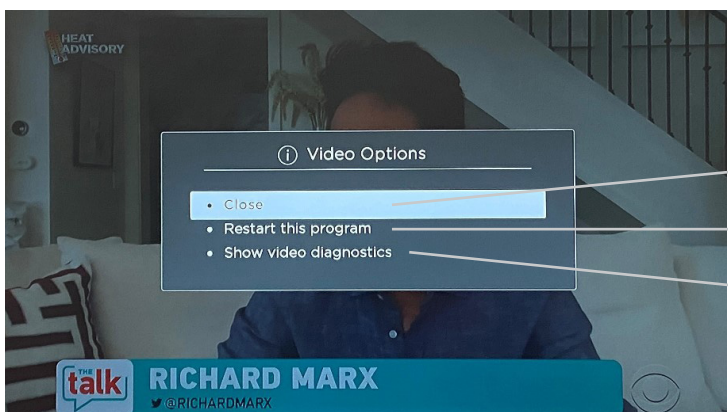 HEAT
ADVISORY
Video Options
• Close
• Restart this program
• Show video diagnostics
THE
talk
RICHARD MARX
@RICHARDMARX